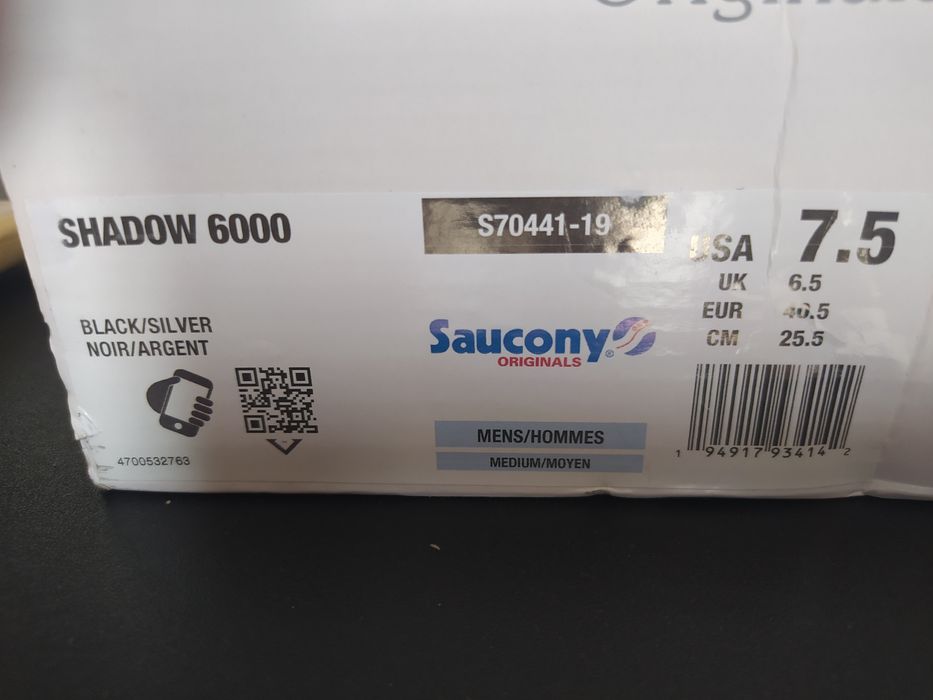 SHADOW 6000
S70441-19
USA 7.5
UK 6.5
EUR 40.5
CM 25.5
BLACK/SILVER
NOIR/ARGENT
Saucony®
ORIGINALS
MENS/HOMMES
MEDIUM/MOYEN
4700532763
1 94917 93414 2